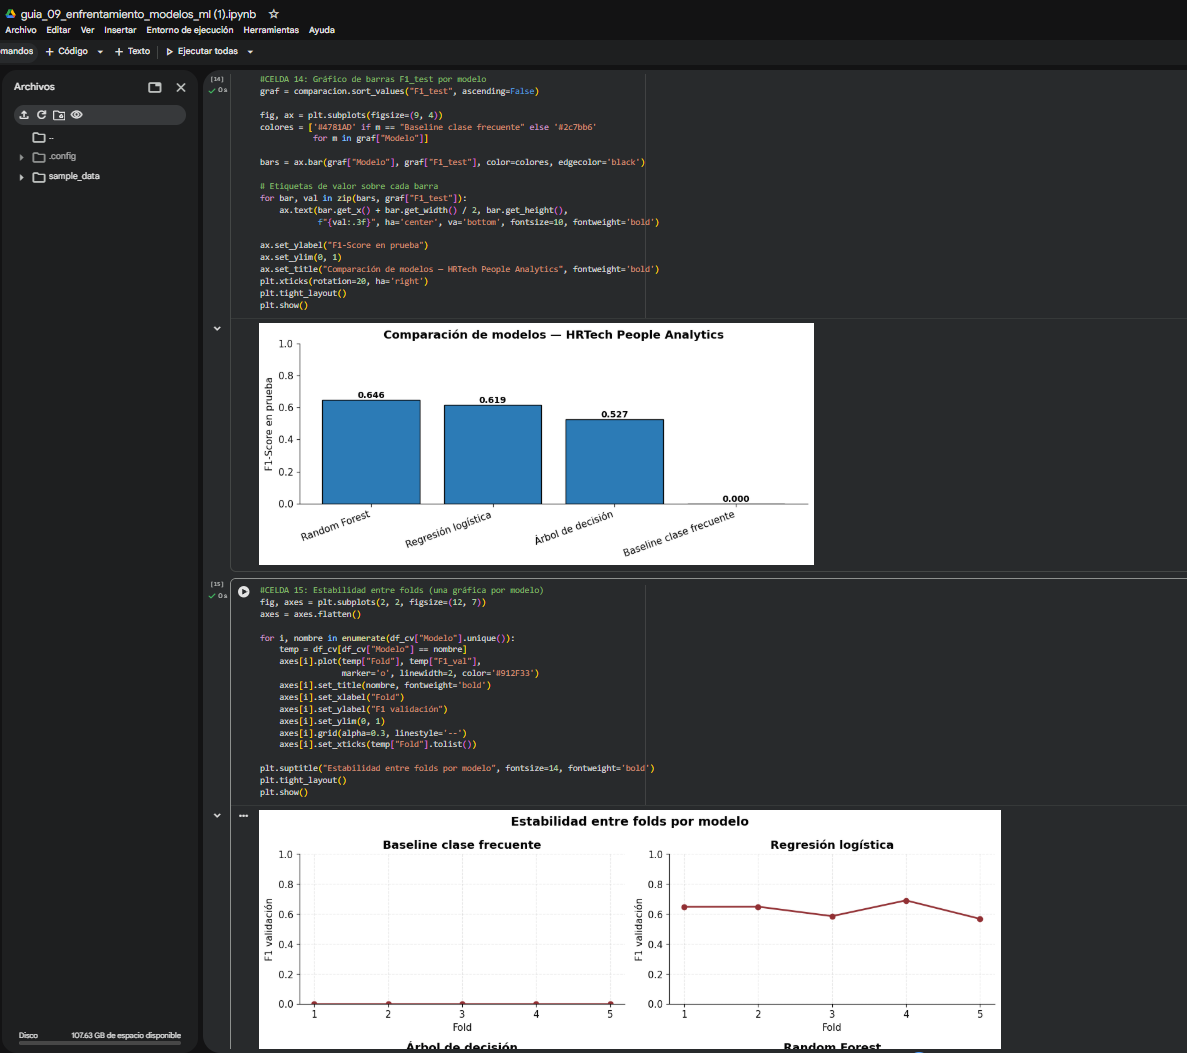 guia_09_enfrentamiento_modelos_ml (1).ipynb
Archivo Editar Ver Insertar Entorno de ejecución Herramientas Ayuda
mandos + Código + Texto Ejecutar todas
Archivos
..
.config
sample_data
Disco 107.63 GB de espacio disponible
[14]
0 s
#CELDA 14: Gráfico de barras F1_test por modelo
graf = comparacion.sort_values("F1_test", ascending=False)
fig, ax = plt.subplots(figsize=(9, 4))
colores = ['#4781AD' if m == "Baseline clase frecuente" else '#2c7bb6'
for m in graf["Modelo"]]
bars = ax.bar(graf["Modelo"], graf["F1_test"], color=colores, edgecolor='black')
# Etiquetas de valor sobre cada barra
for bar, val in zip(bars, graf["F1_test"]):
ax.text(bar.get_x() + bar.get_width() / 2, bar.get_height(),
f"{val:.3f}", ha='center', va='bottom', fontsize=10, fontweight='bold')
ax.set_ylabel("F1-Score en prueba")
ax.set_ylim(0, 1)
ax.set_title("Comparación de modelos — HRTech People Analytics", fontweight='bold')
plt.xticks(rotation=20, ha='right')
plt.tight_layout()
plt.show()
Comparación de modelos — HRTech People Analytics
F1-Score en prueba
1.0
0.8
0.6
0.4
0.2
0.0
0.646
0.619
0.527
0.000
Random Forest
Regresión logística
Árbol de decisión
Baseline clase frecuente
[15]
0 s
#CELDA 15: Estabilidad entre folds (una gráfica por modelo)
fig, axes = plt.subplots(2, 2, figsize=(12, 7))
axes = axes.flatten()
for i, nombre in enumerate(df_cv["Modelo"].unique()):
temp = df_cv[df_cv["Modelo"] == nombre]
axes[i].plot(temp["Fold"], temp["F1_val"],
marker='o', linewidth=2, color='#912F33')
axes[i].set_title(nombre, fontweight='bold')
axes[i].set_xlabel("Fold")
axes[i].set_ylabel("F1 validación")
axes[i].set_ylim(0, 1)
axes[i].grid(alpha=0.3, linestyle='--')
axes[i].set_xticks(temp["Fold"].tolist())
plt.suptitle("Estabilidad entre folds por modelo", fontsize=14, fontweight='bold')
plt.tight_layout()
plt.show()
Estabilidad entre folds por modelo
Baseline clase frecuente
F1 validación
1.0
0.8
0.6
0.4
0.2
0.0
1 2 3 4 5
Fold
Regresión logística
F1 validación
1.0
0.8
0.6
0.4
0.2
0.0
1 2 3 4 5
Fold
Árbol de decisión
Random Forest